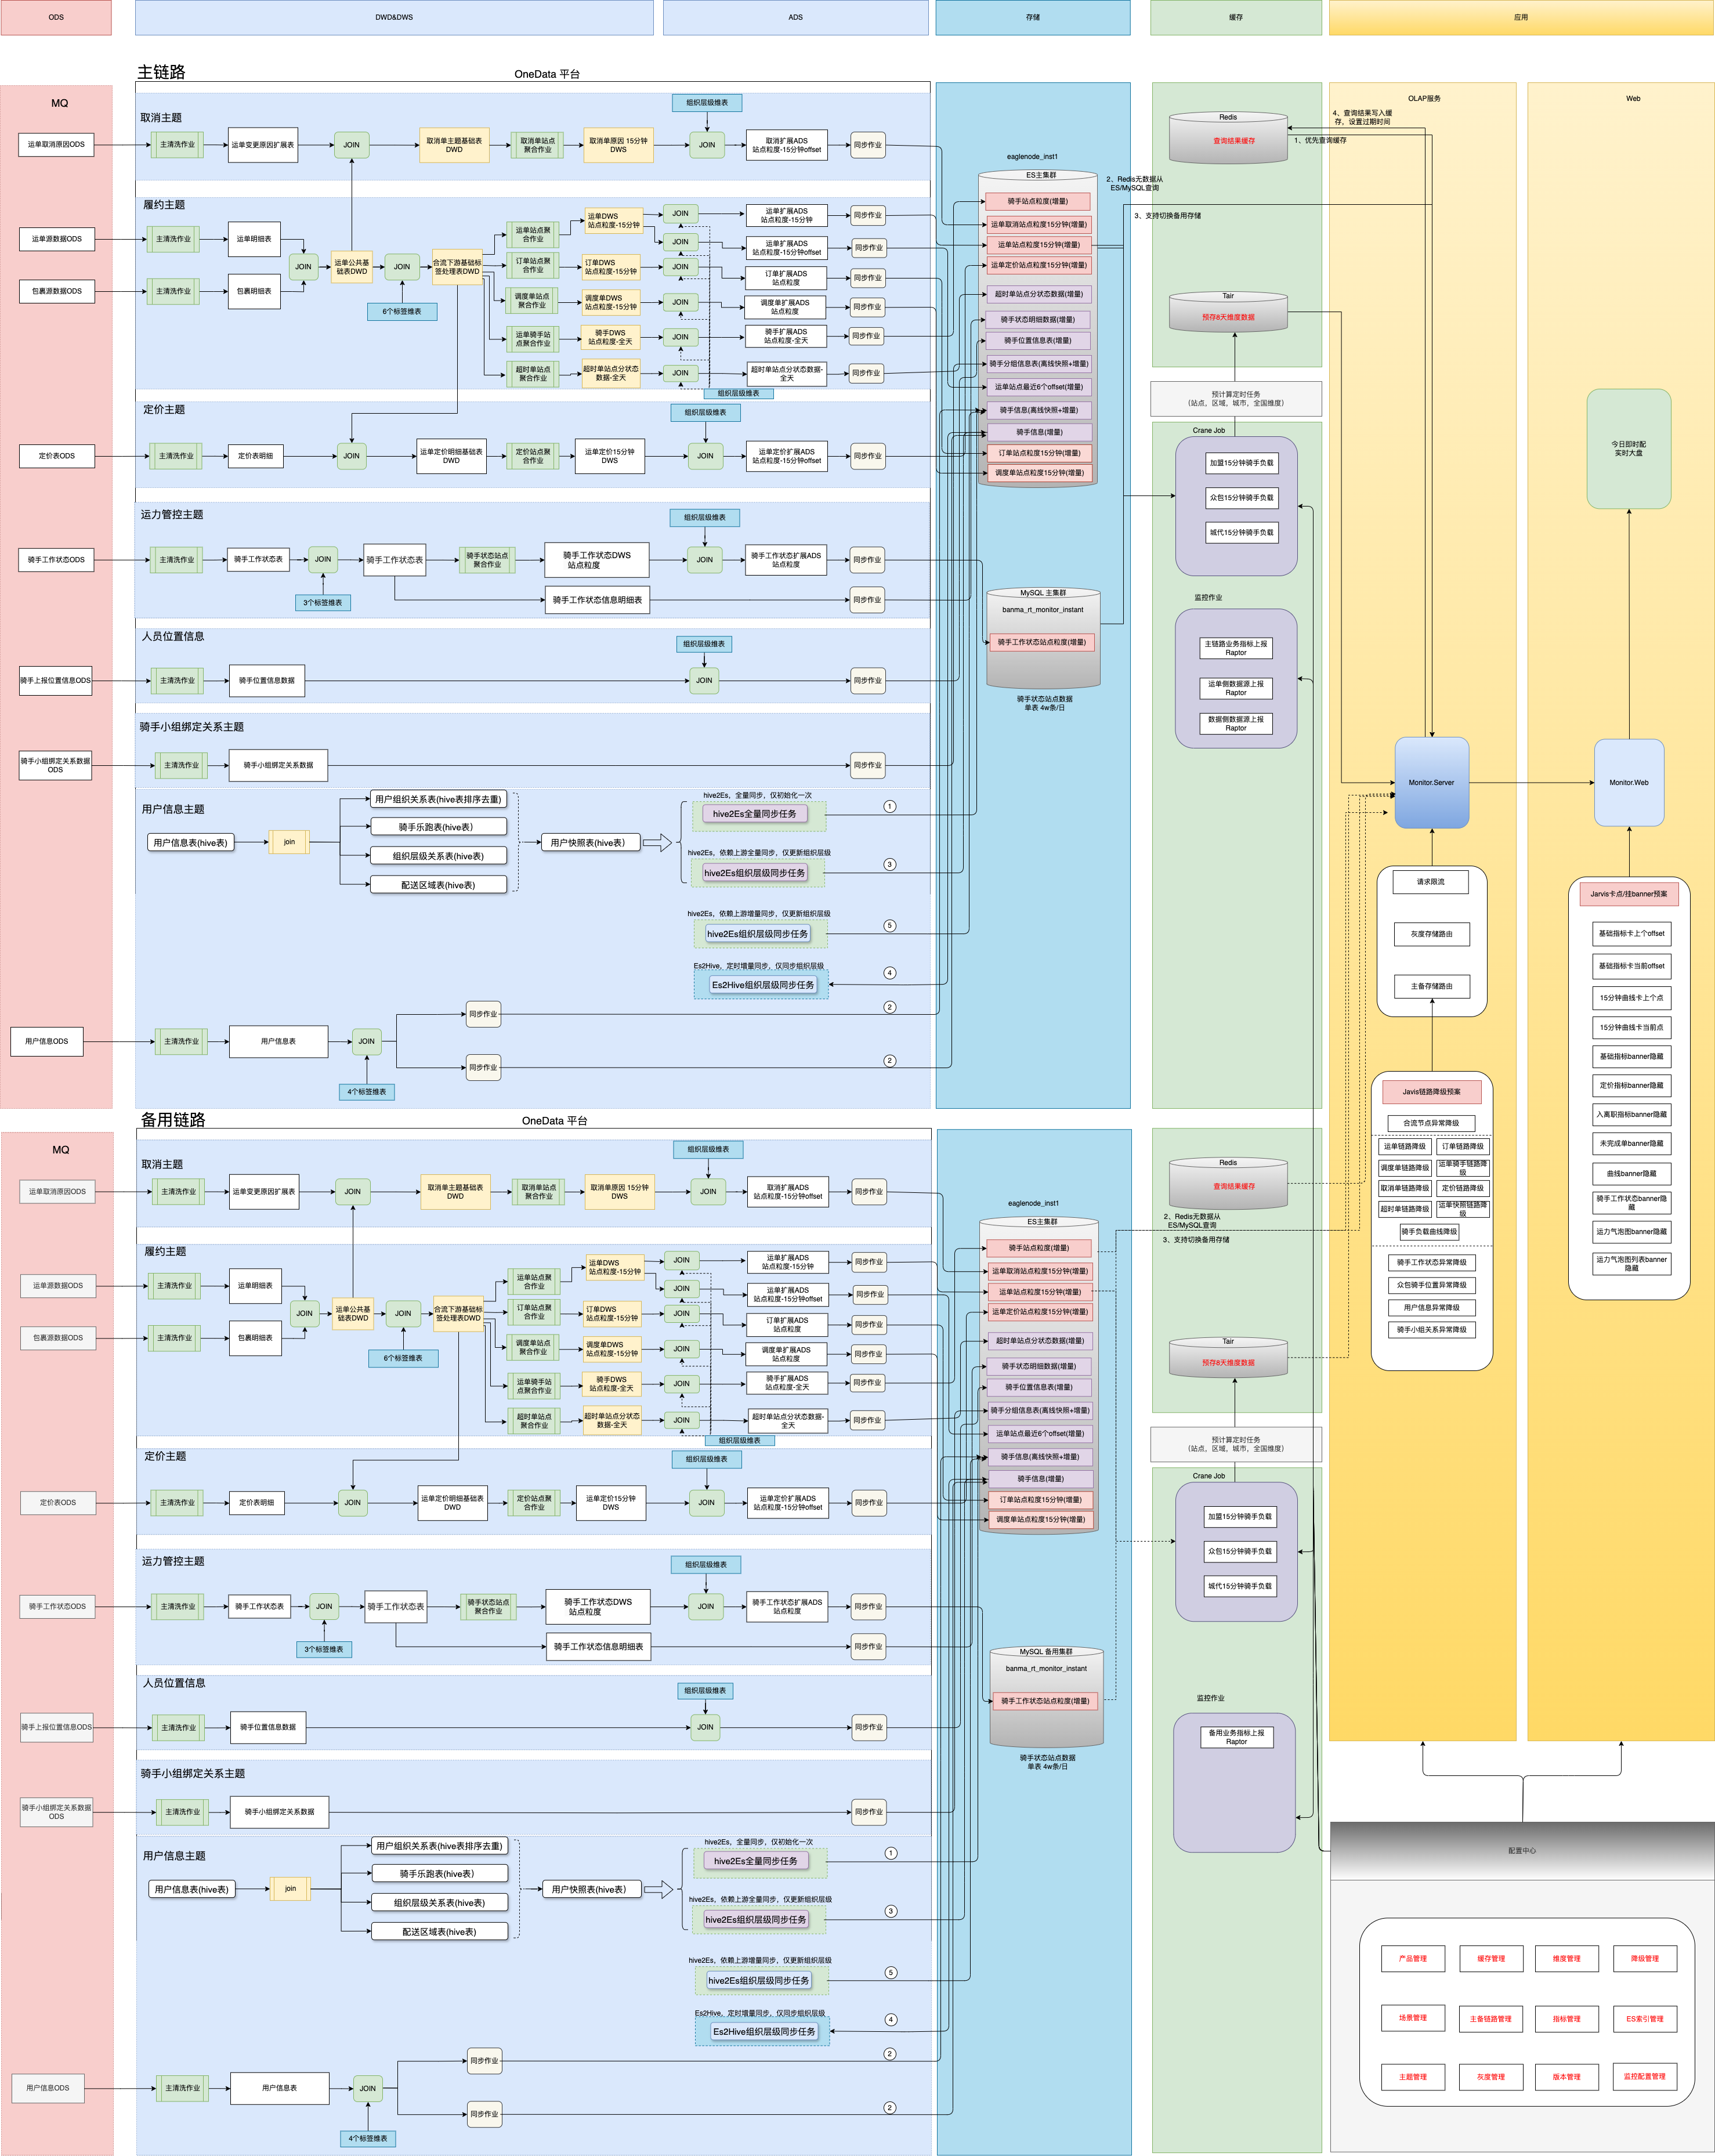 ODS
DWD&DWS
ADS
存储
缓存
应用
主链路
OneData 平台
MQ
取消主题
运单取消原因ODS
主清洗作业
运单变更原因扩展表
JOIN
取消单主题基础表
DWD
取消单站点
聚合作业
取消单原因 15分钟
DWS
组织层级维表
JOIN
取消扩展ADS
站点粒度-15分钟offset
同步作业
履约主题
运单源数据ODS
主清洗作业
运单明细表
包裹源数据ODS
主清洗作业
包裹明细表
JOIN
运单公共基
础表DWD
JOIN
6个标签维表
合流下游基础标
签处理表DWD
运单站点聚
合作业
运单DWS
站点粒度-15分钟
JOIN
运单扩展ADS
站点粒度-15分钟
同步作业
JOIN
运单扩展ADS
站点粒度-15分钟offset
同步作业
订单站点聚
合作业
订单DWS
站点粒度-15分钟
JOIN
订单扩展ADS
站点粒度
同步作业
调度单站点
聚合作业
调度单DWS
站点粒度-15分钟
JOIN
调度单扩展ADS
站点粒度
同步作业
运单骑手站
点聚合作业
骑手DWS
站点粒度-全天
JOIN
骑手扩展ADS
站点粒度-全天
同步作业
超时单站点
聚合作业
超时单站点分状态
数据-全天
JOIN
超时单站点分状态数据-
全天
同步作业
组织层级维表
定价主题
定价表ODS
主清洗作业
定价表明细
JOIN
运单定价明细基础表
DWD
定价站点聚
合作业
运单定价15分钟
DWS
组织层级维表
JOIN
运单定价扩展ADS
站点粒度-15分钟offset
同步作业
运力管控主题
骑手工作状态ODS
主清洗作业
骑手工作状态表
JOIN
3个标签维表
骑手工作状态表
骑手状态站点
聚合作业
骑手工作状态DWS
站点粒度
组织层级维表
JOIN
骑手工作状态扩展ADS
站点粒度
同步作业
骑手工作状态信息明细表
同步作业
人员位置信息
骑手上报位置信息ODS
主清洗作业
骑手位置信息数据
组织层级维表
JOIN
同步作业
骑手小组绑定关系主题
骑手小组绑定关系数据
ODS
主清洗作业
骑手小组绑定关系数据
同步作业
用户信息主题
用户信息表(hive表)
join
用户组织关系表(hive表排序去重)
骑手乐跑表(hive表）
组织层级关系表(hive表)
配送区域表(hive表)
用户快照表(hive表）
hive2Es，全量同步，仅初始化一次
hive2Es全量同步任务
1
hive2Es，依赖上游全量同步，仅更新组织层级
hive2Es组织层级同步任务
3
hive2Es，依赖上游增量同步，仅更新组织层级
hive2Es组织层级同步任务
5
Es2Hive，定时增量同步，仅同步组织层级
Es2Hive组织层级同步任务
4
用户信息ODS
主清洗作业
用户信息表
JOIN
4个标签维表
同步作业
2
同步作业
2
eaglenode_inst1
ES主集群
骑手站点粒度(增量)
运单取消站点粒度15分钟(增量)
运单站点粒度15分钟(增量)
运单定价站点粒度15分钟(增量)
超时单站点分状态数据(增量)
骑手状态明细数据(增量)
骑手位置信息表(增量)
骑手分组信息表(离线快照+增量)
运单站点最近6个offset(增量)
骑手信息(离线快照+增量)
骑手信息(增量)
订单站点粒度15分钟(增量)
调度单站点粒度15分钟(增量)
MySQL 主集群
banma_rt_monitor_instant
骑手工作状态站点粒度(增量)
骑手状态站点数据
单表 4w条/日
Redis
查询结果缓存
4、查询结果写入缓
存，设置过期时间
1、优先查询缓存
2、Redis无数据从
ES/MySQL查询
3、支持切换备用存储
Tair
预存8天维度数据
预计算定时任务
（站点，区域，城市，全国维度）
Crane Job
加盟15分钟骑手负载
众包15分钟骑手负载
城代15分钟骑手负载
监控作业
主链路业务指标上报
Raptor
运单侧数据源上报
Raptor
数据侧数据源上报
Raptor
OLAP服务
Monitor.Server
请求限流
灰度存储路由
主备存储路由
Javis链路降级预案
合流节点异常降级
运单链路降级
订单链路降级
调度单链路降级
运单骑手链路降
级
取消单链路降级
定价链路降级
超时单链路降级
运单快照链路降
级
骑手负载曲线降级
骑手工作状态异常降级
众包骑手位置异常降级
用户信息异常降级
骑手小组关系异常降级
Web
今日即时配
实时大盘
Monitor.Web
Jarvis卡点/挂banner预案
基础指标卡上个offset
基础指标卡当前offset
15分钟曲线卡上个点
15分钟曲线卡当前点
基础指标banner隐藏
定价指标banner隐藏
入离职指标banner隐藏
未完成单banner隐藏
曲线banner隐藏
骑手工作状态banner隐
藏
运力气泡图banner隐藏
运力气泡图列表banner
隐藏
备用链路
OneData 平台
MQ
取消主题
运单取消原因ODS
主清洗作业
运单变更原因扩展表
JOIN
取消单主题基础表
DWD
取消单站点
聚合作业
取消单原因 15分钟
DWS
组织层级维表
JOIN
取消扩展ADS
站点粒度-15分钟offset
同步作业
履约主题
运单源数据ODS
主清洗作业
运单明细表
包裹源数据ODS
主清洗作业
包裹明细表
JOIN
运单公共基
础表DWD
JOIN
6个标签维表
合流下游基础标
签处理表DWD
运单站点聚
合作业
运单DWS
站点粒度-15分钟
JOIN
运单扩展ADS
站点粒度-15分钟
同步作业
JOIN
运单扩展ADS
站点粒度-15分钟offset
同步作业
订单站点聚
合作业
订单DWS
站点粒度-15分钟
JOIN
订单扩展ADS
站点粒度
同步作业
调度单站点
聚合作业
调度单DWS
站点粒度-15分钟
JOIN
调度单扩展ADS
站点粒度
同步作业
运单骑手站
点聚合作业
骑手DWS
站点粒度-全天
JOIN
骑手扩展ADS
站点粒度-全天
同步作业
超时单站点
聚合作业
超时单站点分状态
数据-全天
JOIN
超时单站点分状态数据-
全天
同步作业
组织层级维表
定价主题
定价表ODS
主清洗作业
定价表明细
JOIN
运单定价明细基础表
DWD
定价站点聚
合作业
运单定价15分钟
DWS
组织层级维表
JOIN
运单定价扩展ADS
站点粒度-15分钟offset
同步作业
运力管控主题
骑手工作状态ODS
主清洗作业
骑手工作状态表
JOIN
3个标签维表
骑手工作状态表
骑手状态站点
聚合作业
骑手工作状态DWS
站点粒度
组织层级维表
JOIN
骑手工作状态扩展ADS
站点粒度
同步作业
骑手工作状态信息明细表
同步作业
人员位置信息
骑手上报位置信息ODS
主清洗作业
骑手位置信息数据
组织层级维表
JOIN
同步作业
骑手小组绑定关系主题
骑手小组绑定关系数据
ODS
主清洗作业
骑手小组绑定关系数据
同步作业
用户信息主题
用户信息表(hive表)
join
用户组织关系表(hive表排序去重)
骑手乐跑表(hive表）
组织层级关系表(hive表)
配送区域表(hive表)
用户快照表(hive表）
hive2Es，全量同步，仅初始化一次
hive2Es全量同步任务
1
hive2Es，依赖上游全量同步，仅更新组织层级
hive2Es组织层级同步任务
3
hive2Es，依赖上游增量同步，仅更新组织层级
hive2Es组织层级同步任务
5
Es2Hive，定时增量同步，仅同步组织层级
Es2Hive组织层级同步任务
4
用户信息ODS
主清洗作业
用户信息表
JOIN
4个标签维表
同步作业
2
同步作业
2
eaglenode_inst1
ES主集群
骑手站点粒度(增量)
运单取消站点粒度15分钟(增量)
运单站点粒度15分钟(增量)
运单定价站点粒度15分钟(增量)
超时单站点分状态数据(增量)
骑手状态明细数据(增量)
骑手位置信息表(增量)
骑手分组信息表(离线快照+增量)
运单站点最近6个offset(增量)
骑手信息(离线快照+增量)
骑手信息(增量)
订单站点粒度15分钟(增量)
调度单站点粒度15分钟(增量)
MySQL 备用集群
banma_rt_monitor_instant
骑手工作状态站点粒度(增量)
骑手状态站点数据
单表 4w条/日
Redis
查询结果缓存
2、Redis无数据从
ES/MySQL查询
3、支持切换备用存储
Tair
预存8天维度数据
预计算定时任务
（站点，区域，城市，全国维度）
Crane Job
加盟15分钟骑手负载
众包15分钟骑手负载
城代15分钟骑手负载
监控作业
备用业务指标上报
Raptor
配置中心
产品管理
缓存管理
维度管理
降级管理
场景管理
主备链路管理
指标管理
ES索引管理
主题管理
灰度管理
版本管理
监控配置管理